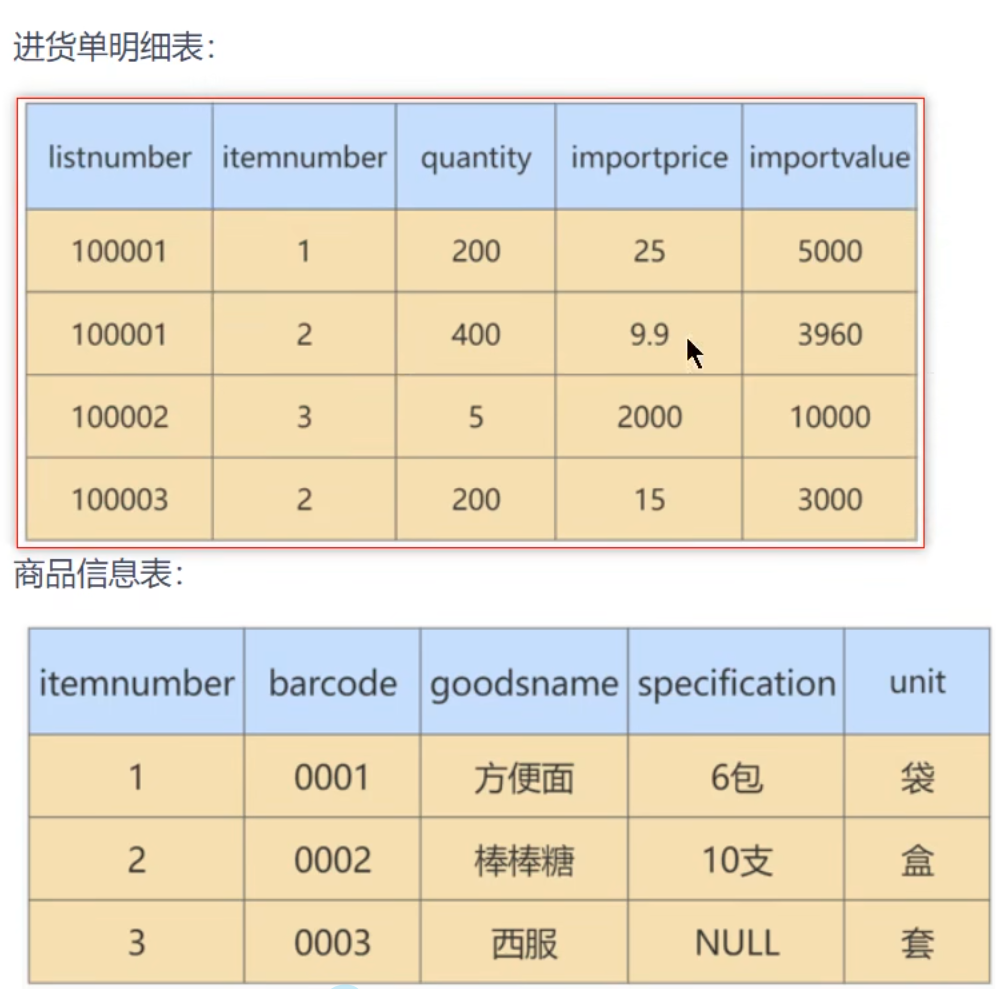 进货单明细表：
listnumber itemnumber quantity importprice importvalue
100001 1 200 25 5000
100001 2 400 9.9 3960
100002 3 5 2000 10000
100003 2 200 15 3000
商品信息表：
itemnumber barcode goodsname specification unit
1 0001 方便面 6包 袋
2 0002 棒棒糖 10支 盒
3 0003 西服 NULL 套